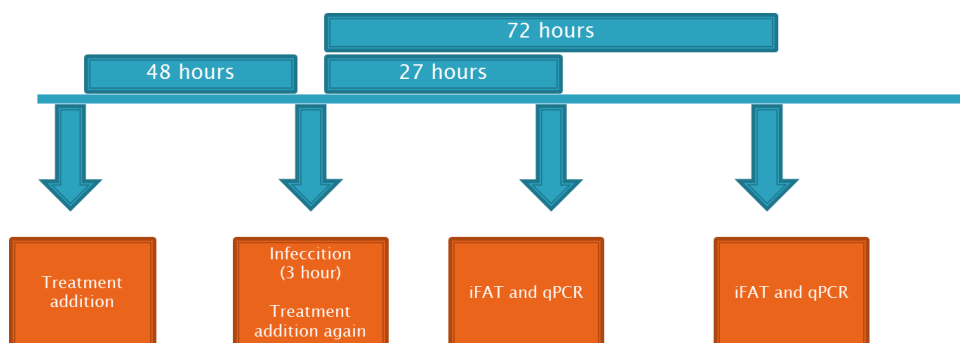 72 hours
48 hours
27 hours
Treatment
addition
Infeccition
(3 hour)
Treatment
addition again
iFAT and qPCR
iFAT and qPCR